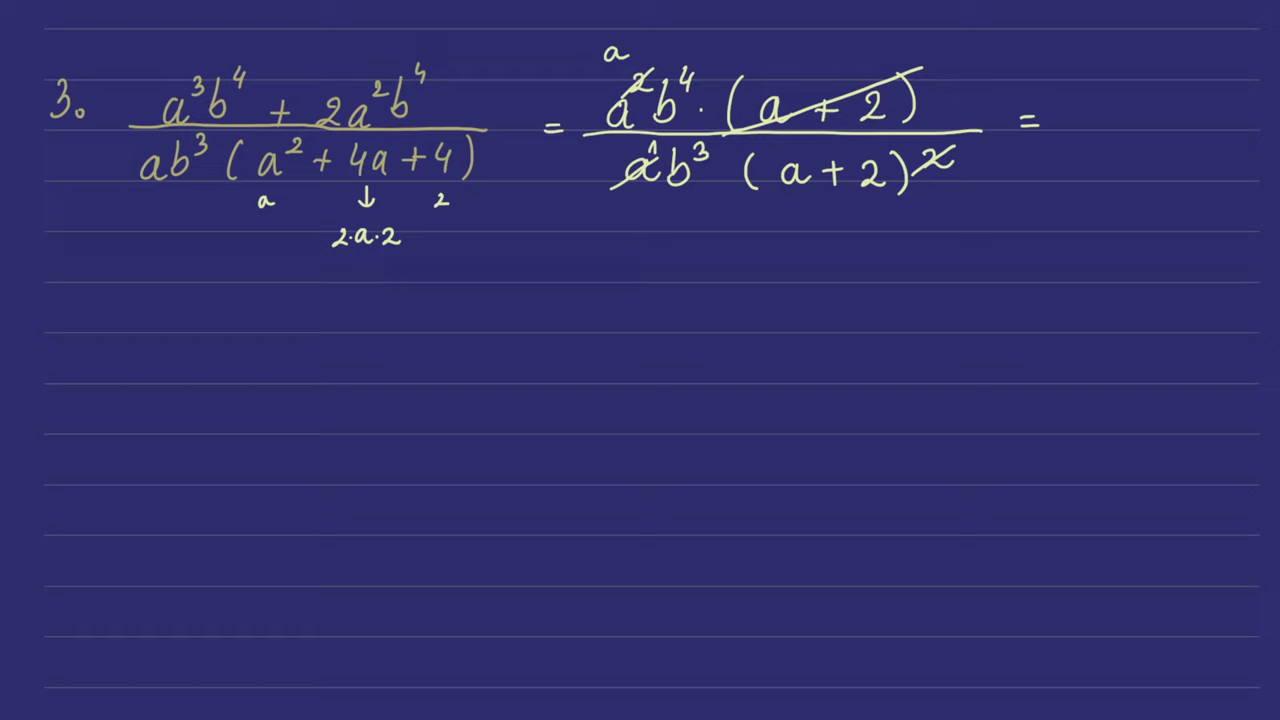 3. a³b⁴ + 2a²b⁴ / ab³ (a² + 4a + 4) = a²b⁴ · (a + 2) / a¹b³ (a + 2)² =
a
a ↓ 2
2·a·2